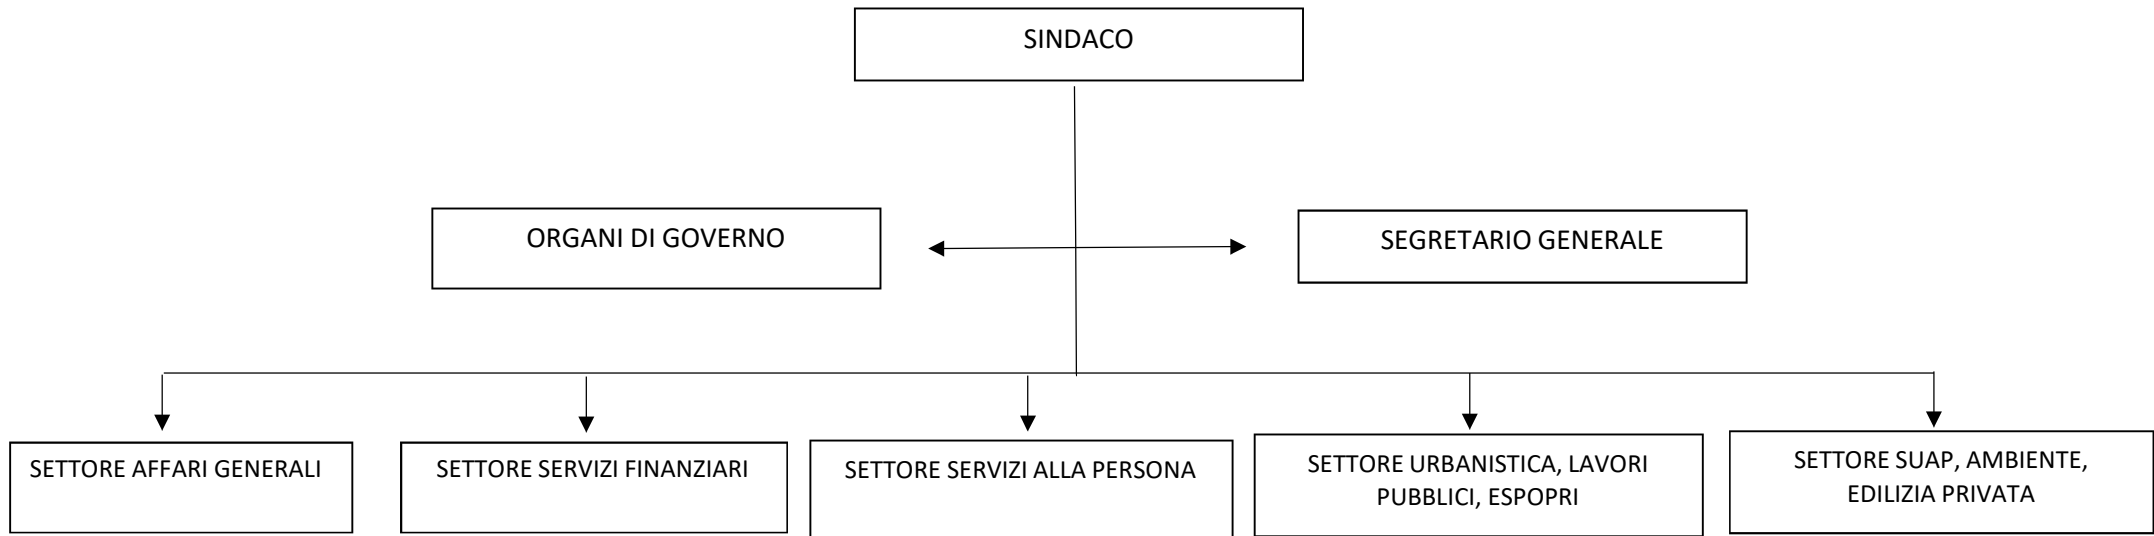 SINDACO
ORGANI DI GOVERNO
SEGRETARIO GENERALE
SETTORE AFFARI GENERALI
SETTORE SERVIZI FINANZIARI
SETTORE SERVIZI ALLA PERSONA
SETTORE URBANISTICA, LAVORI
PUBBLICI, ESPOPRI
SETTORE SUAP, AMBIENTE,
EDILIZIA PRIVATA